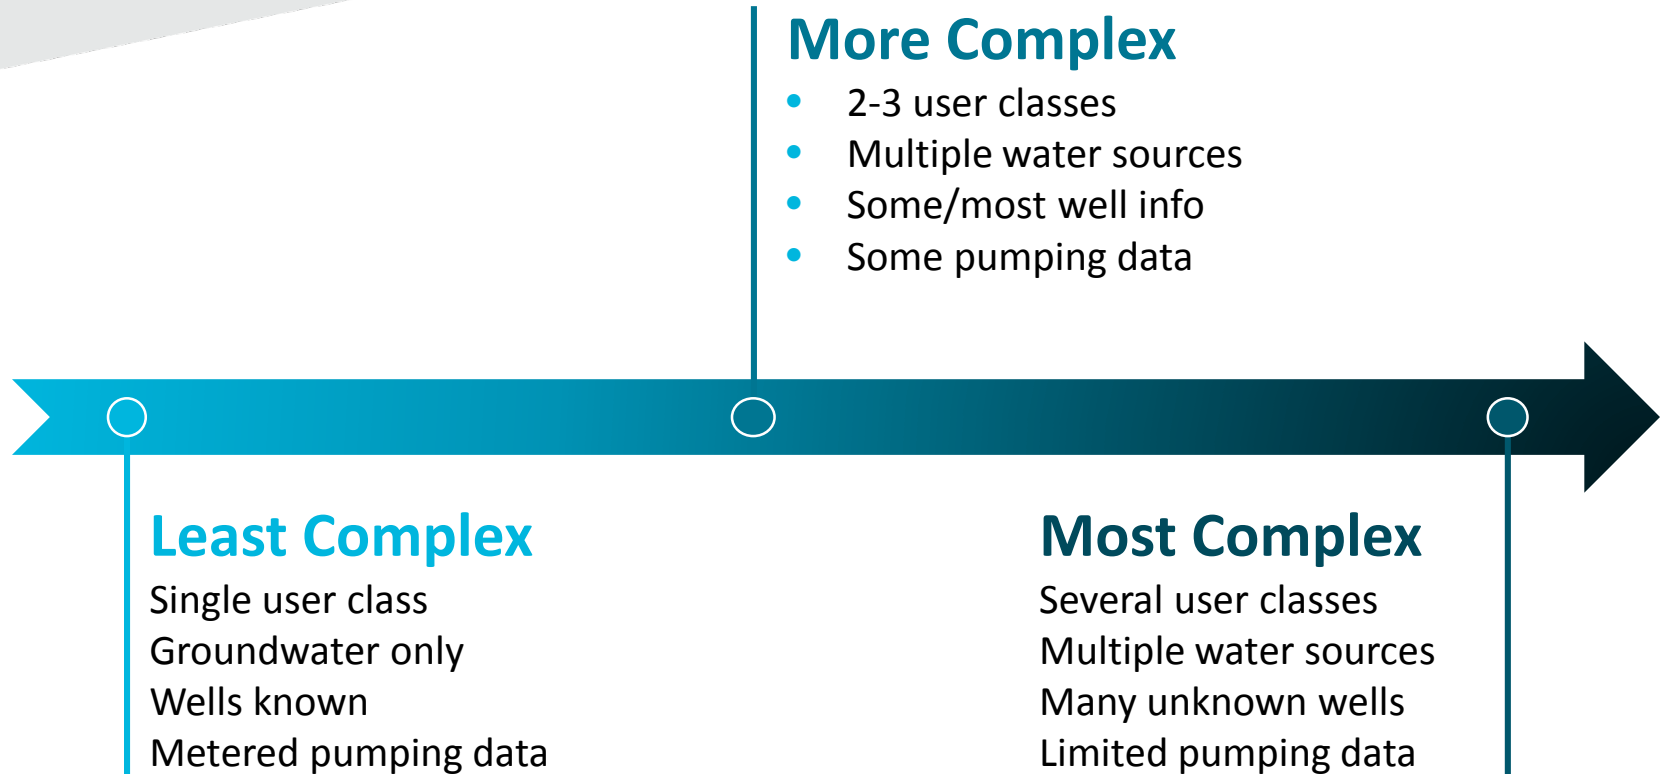 More Complex
• 2-3 user classes
• Multiple water sources
• Some/most well info
• Some pumping data
Least Complex
Single user class
Groundwater only
Wells known
Metered pumping data
Most Complex
Several user classes
Multiple water sources
Many unknown wells
Limited pumping data